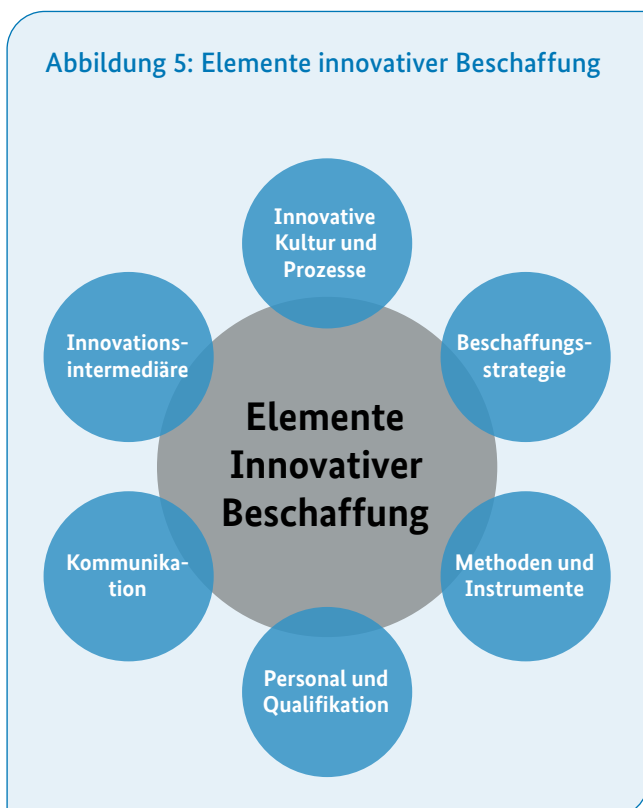 Abbildung 5: Elemente innovativer Beschaffung
Innovative
Kultur und
Prozesse
Innovations-
intermediäre
Beschaffungs-
strategie
Elemente
Innovativer
Beschaffung
Kommunika-
tion
Methoden und
Instrumente
Personal und
Qualifikation